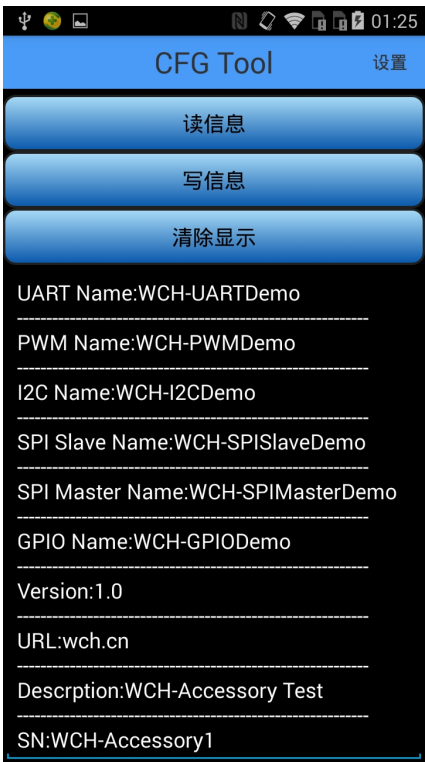 01:25
CFG Tool
设置
读信息
写信息
清除显示
UART Name:WCH-UARTDemo
------------------------------------------------------------
PWM Name:WCH-PWMDemo
------------------------------------------------------------
I2C Name:WCH-I2CDemo
------------------------------------------------------------
SPI Slave Name:WCH-SPISlaveDemo
------------------------------------------------------------
SPI Master Name:WCH-SPIMasterDemo
------------------------------------------------------------
GPIO Name:WCH-GPIODemo
------------------------------------------------------------
Version:1.0
------------------------------------------------------------
URL:wch.cn
------------------------------------------------------------
Descrption:WCH-Accessory Test
------------------------------------------------------------
SN:WCH-Accessory1